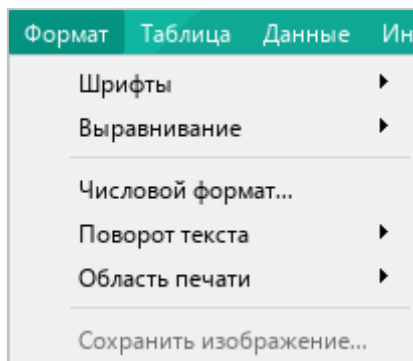 Формат Таблица Данные Ин
Шрифты
Выравнивание
Числовой формат...
Поворот текста
Область печати
Сохранить изображение...